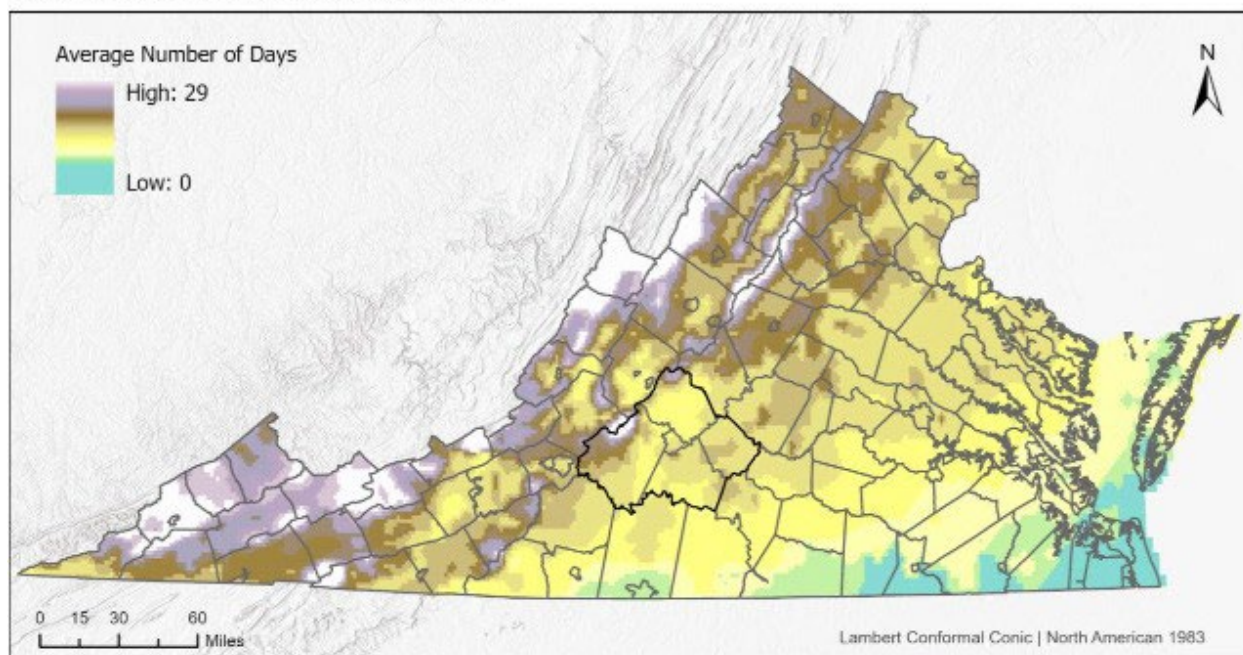 Average Number of Days
High: 29
Low: 0
N
0 15 30 60
Miles
Lambert Conformal Conic | North American 1983